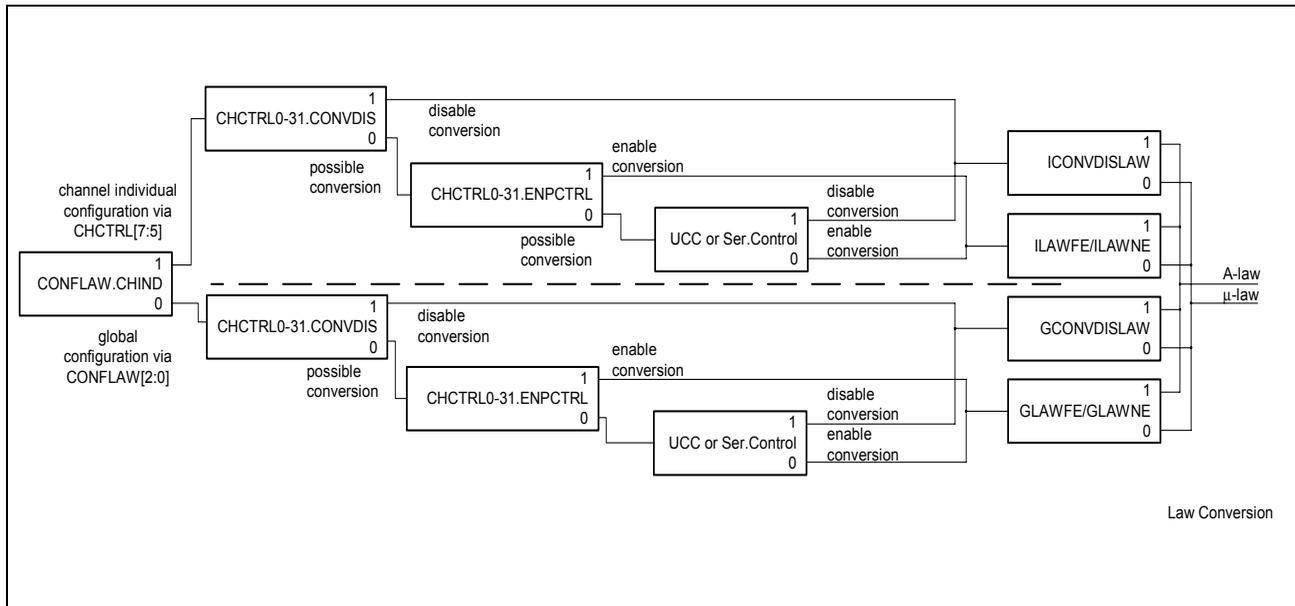 1
CHCTRL0-31.CONVDIS
0
disable
conversion
possible
conversion
enable
conversion
1
CHCTRL0-31.ENPCTRL
0
possible
conversion
disable
conversion
1
UCC or Ser.Control
enable
0
conversion
1
ICONVDISLAW
0
1
ILAWFE/ILAWNE
0
channel individual
configuration via
CHCTRL[7:5]
1
CONFLAW.CHIND
0
global
configuration via
CONFLAW[2:0]
A-law
μ-law
1
CHCTRL0-31.CONVDIS
0
disable
conversion
possible
conversion
enable
conversion
1
CHCTRL0-31.ENPCTRL
0
disable
conversion
1
UCC or Ser.Control
enable
0
conversion
1
GCONVDISLAW
0
1
GLAWFE/GLAWNE
0
Law Conversion